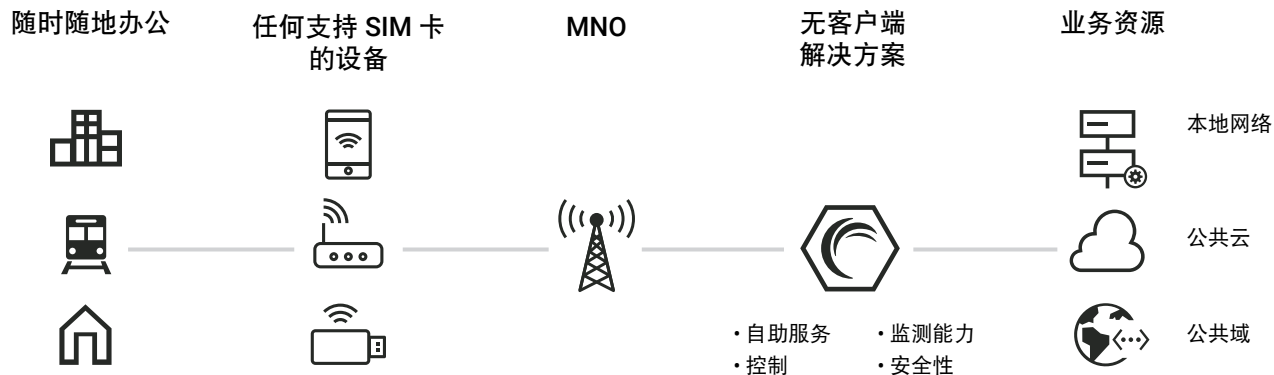 随时随地办公
任何支持 SIM 卡
的设备
MNO
无客户端
解决方案
业务资源
本地网络
公共云
公共域
・自助服务
・监测能力
・控制
・安全性